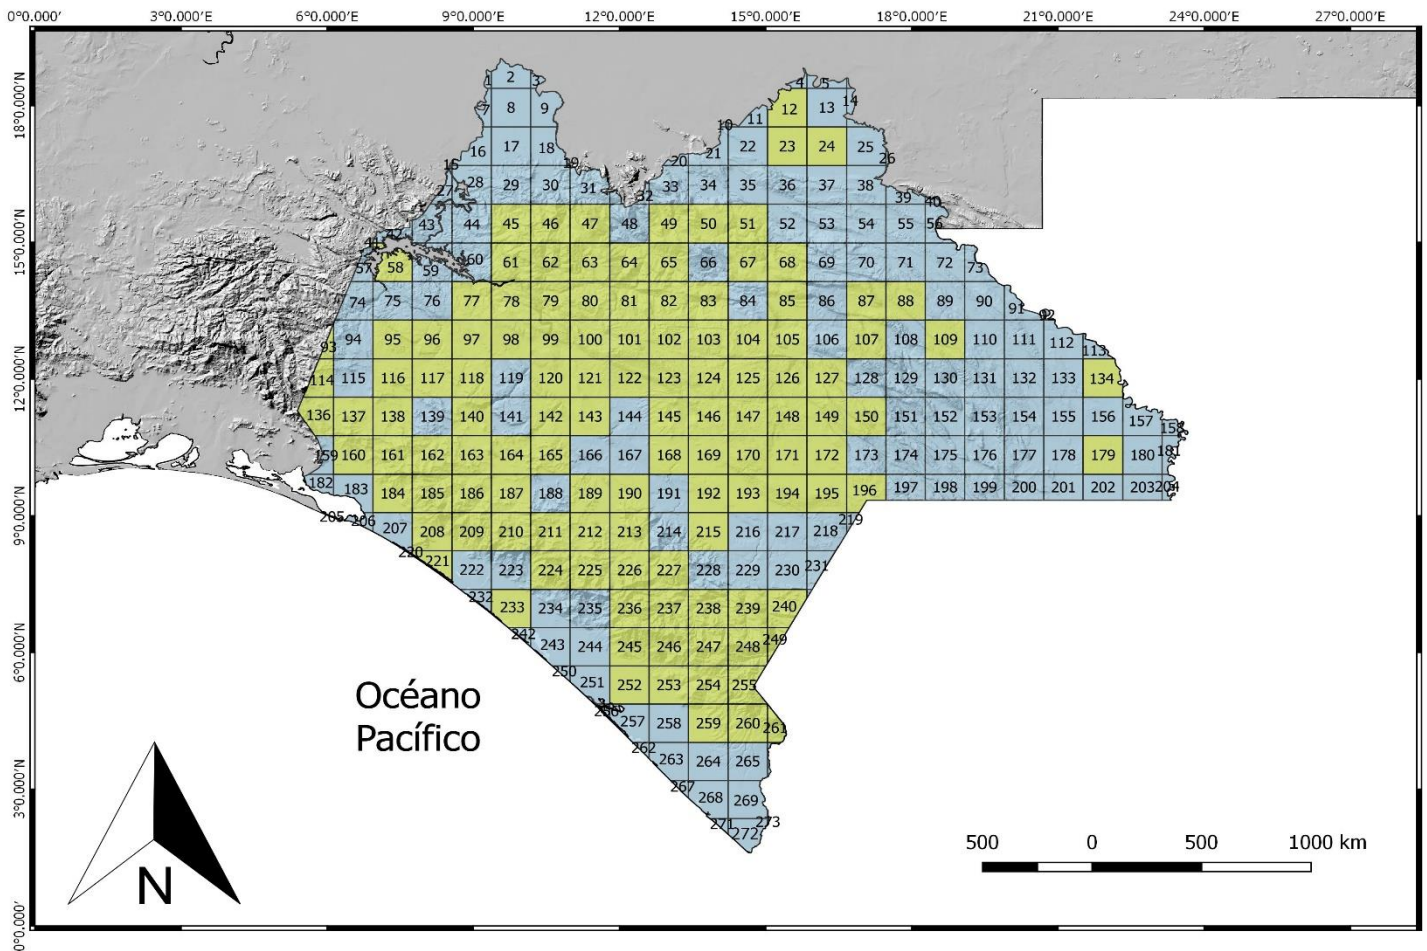 0°0.000' 3°0.000'E 6°0.000'E 9°0.000'E 12°0.000'E 15°0.000'E 18°0.000'E 21°0.000'E 24°0.000'E 27°0.000'E
1 2 3 4 5
7 8 9 12 13 14
10 11
15 16 17 18 19 20 21 22 23 24 25 26
27 28 29 30 31 32 33 34 35 36 37 38 39 40
18°0.000'N
41 43 44 45 46 47 48 49 50 51 52 53 54 55 56
15°0.000'N
57 58 59 60 61 62 63 64 65 66 67 68 69 70 71 72 73
74 75 76 77 78 79 80 81 82 83 84 85 86 87 88 89 90 91 92
93 94 95 96 97 98 99 100 101 102 103 104 105 106 107 108 109 110 111 112 113
12°0.000'N
114 115 116 117 118 119 120 121 122 123 124 125 126 127 128 129 130 131 132 133 134
136 137 138 139 140 141 142 143 144 145 146 147 148 149 150 151 152 153 154 155 156 157 158
159 160 161 162 163 164 165 166 167 168 169 170 171 172 173 174 175 176 177 178 179 180 181
182 183 184 185 186 187 188 189 190 191 192 193 194 195 196 197 198 199 200 201 202 203 204
9°0.000'N
205 206 207 208 209 210 211 212 213 214 215 216 217 218 219
220 221 222 223 224 225 226 227 228 229 230 231
232 233 234 235 236 237 238 239 240
6°0.000'N
242 243 244 245 246 247 248 249
250 251 252 253 254 255
256 257 258 259 260 261
262 263 264 265
3°0.000'N
267 268 269
271 272 273
0°0.000'
Océano
Pacífico
N
500 0 500 1000 km